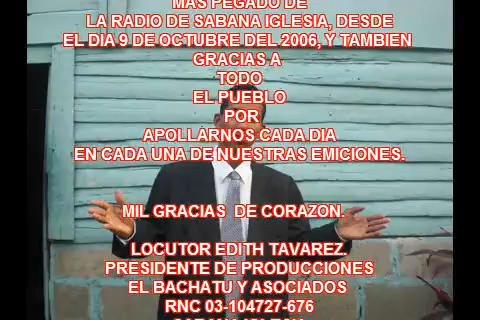 MAS PEGADO DE
LA RADIO DE SABANA IGLESIA, DESDE
EL DIA 9 DE OCTUBRE DEL 2006, Y TAMBIEN
GRACIAS A
TODO
EL PUEBLO
POR
APOLLARNOS CADA DIA
EN CADA UNA DE NUESTRAS EMICIONES.
MIL GRACIAS DE CORAZON.
LOCUTOR EDITH TAVAREZ.
PRESIDENTE DE PRODUCCIONES
EL BACHATU Y ASOCIADOS
RNC 03-104727-676